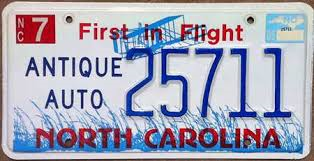 NC 7
First in Flight
ANTIQUE
AUTO
25711
NORTH CAROLINA